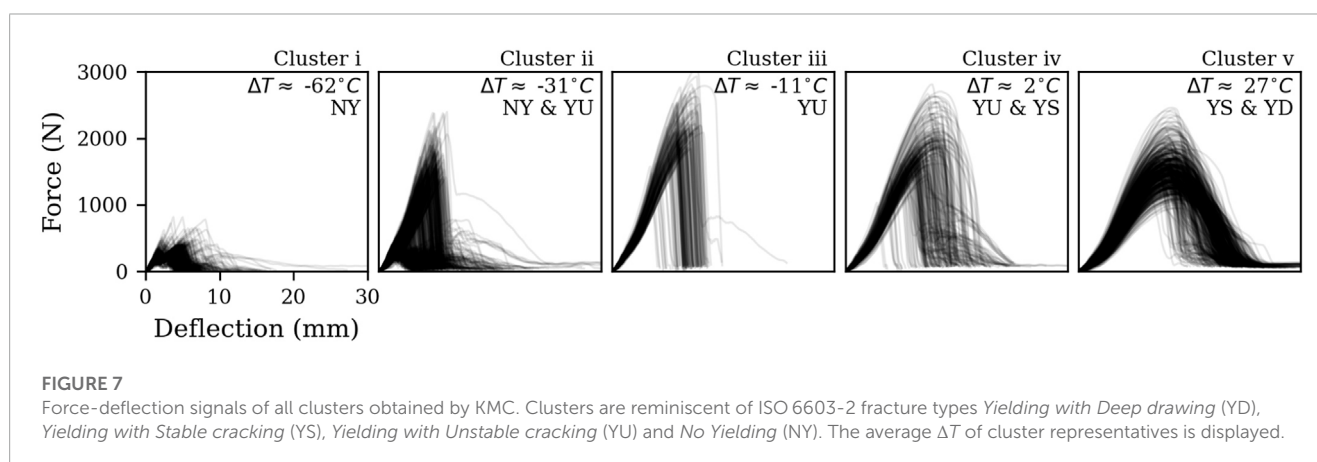 Cluster i
Cluster ii
Cluster iii
Cluster iv
Cluster v
3000
2000
1000
0
Force (N)
ΔT ≈ -62°C
NY
ΔT ≈ -31°C
NY & YU
ΔT ≈ -11°C
YU
ΔT ≈ 2°C
YU & YS
ΔT ≈ 27°C
YS & YD
0 10 20 30
Deflection (mm)
FIGURE 7
Force-deflection signals of all clusters obtained by KMC. Clusters are reminiscent of ISO 6603-2 fracture types Yielding with Deep drawing (YD),
Yielding with Stable cracking (YS), Yielding with Unstable cracking (YU) and No Yielding (NY). The average ΔT of cluster representatives is displayed.